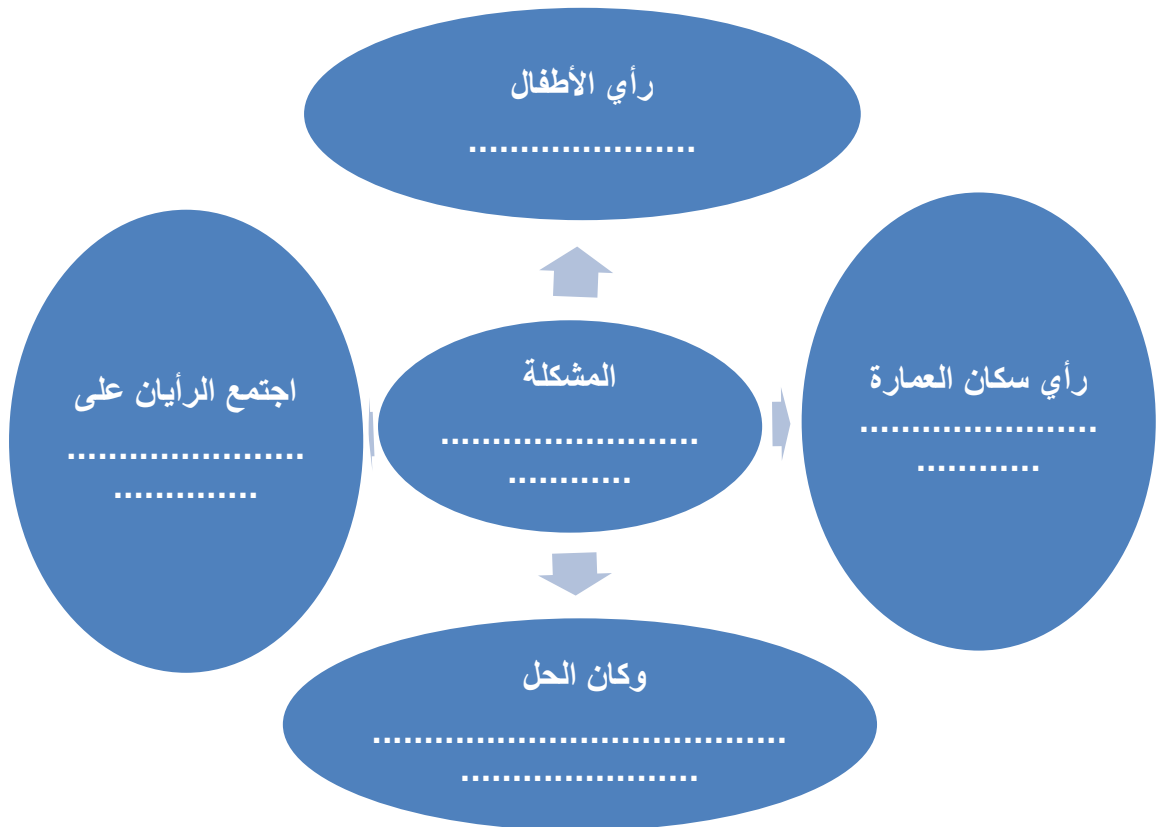 رأي الأطفال
......................
رأي سكان العمارة
.......................
............
المشكلة
.........................
............
اجتمع الرأيان على
.......................
..............
وكان الحل
........................................
.......................